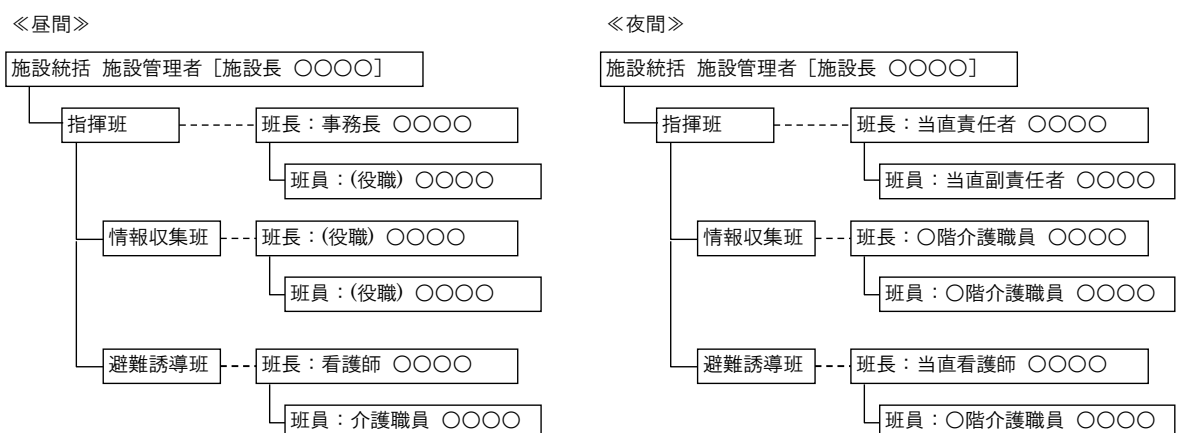 ≪昼間≫
施設統括 施設管理者［施設長 〇〇〇〇］
指揮班
班長：事務長 〇〇〇〇
班員：(役職) 〇〇〇〇
情報収集班
班長：(役職) 〇〇〇〇
班員：(役職) 〇〇〇〇
避難誘導班
班長：看護師 〇〇〇〇
班員：介護職員 〇〇〇〇
≪夜間≫
施設統括 施設管理者［施設長 〇〇〇〇］
指揮班
班長：当直責任者 〇〇〇〇
班員：当直副責任者 〇〇〇〇
情報収集班
班長：〇階介護職員 〇〇〇〇
班員：〇階介護職員 〇〇〇〇
避難誘導班
班長：当直看護師 〇〇〇〇
班員：〇階介護職員 〇〇〇〇